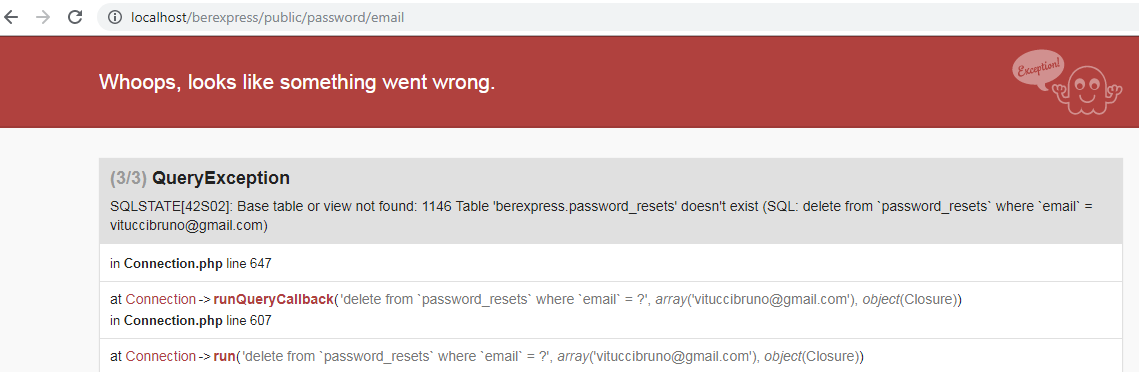 localhost/berexpress/public/password/email
Whoops, looks like something went wrong.
Exception!
(3/3) QueryException
SQLSTATE[42S02]: Base table or view not found: 1146 Table 'berexpress.password_resets' doesn't exist (SQL: delete from `password_resets` where `email` =
vituccibruno@gmail.com)
in Connection.php line 647
at Connection->runQueryCallback('delete from `password_resets` where `email` = ?', array('vituccibruno@gmail.com'), object(Closure))
in Connection.php line 607
at Connection->run('delete from `password_resets` where `email` = ?', array('vituccibruno@gmail.com'), object(Closure))